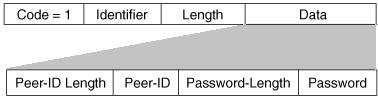 Code = 1 Identifier Length Data
Peer-ID Length Peer-ID Password-Length Password